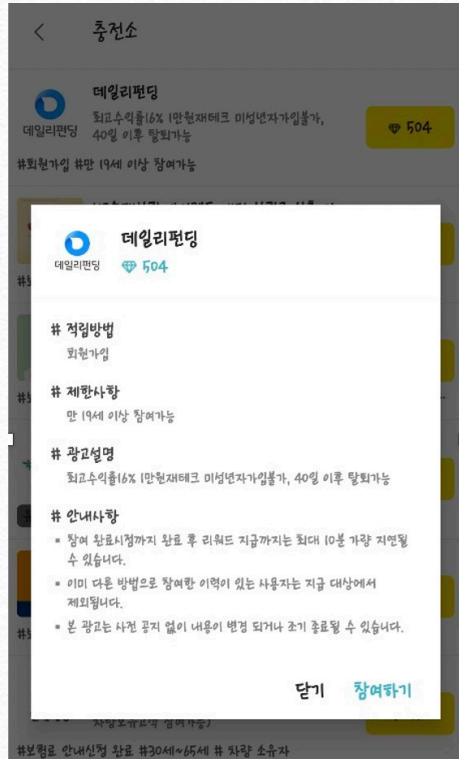 충전소
데일리펀딩
최고수익률16% 1만원재테크 미성년자가입불가,
40일 이후 탈퇴가능
데일리펀딩
504
#회원가입 #만 19세 이상 참여가능
데일리펀딩
504
데일리펀딩
# 적립방법
회원가입
# 제한사항
만 19세 이상 참여가능
# 광고설명
최고수익률16% 1만원재테크 미성년자가입불가, 40일 이후 탈퇴가능
# 안내사항
▪ 참여 완료시점까지 완료 후 리워드 지급까지는 최대 10분 가량 지연될
수 있습니다.
▪ 이미 다른 방법으로 참여한 이력이 있는 사용자는 지급 대상에서
제외됩니다.
▪ 본 광고는 사전 공지 없이 내용이 변경 되거나 조기 종료될 수 있습니다.
닫기 참여하기
#보험료 안내신청 완료 #30세~65세 # 차량 소유자